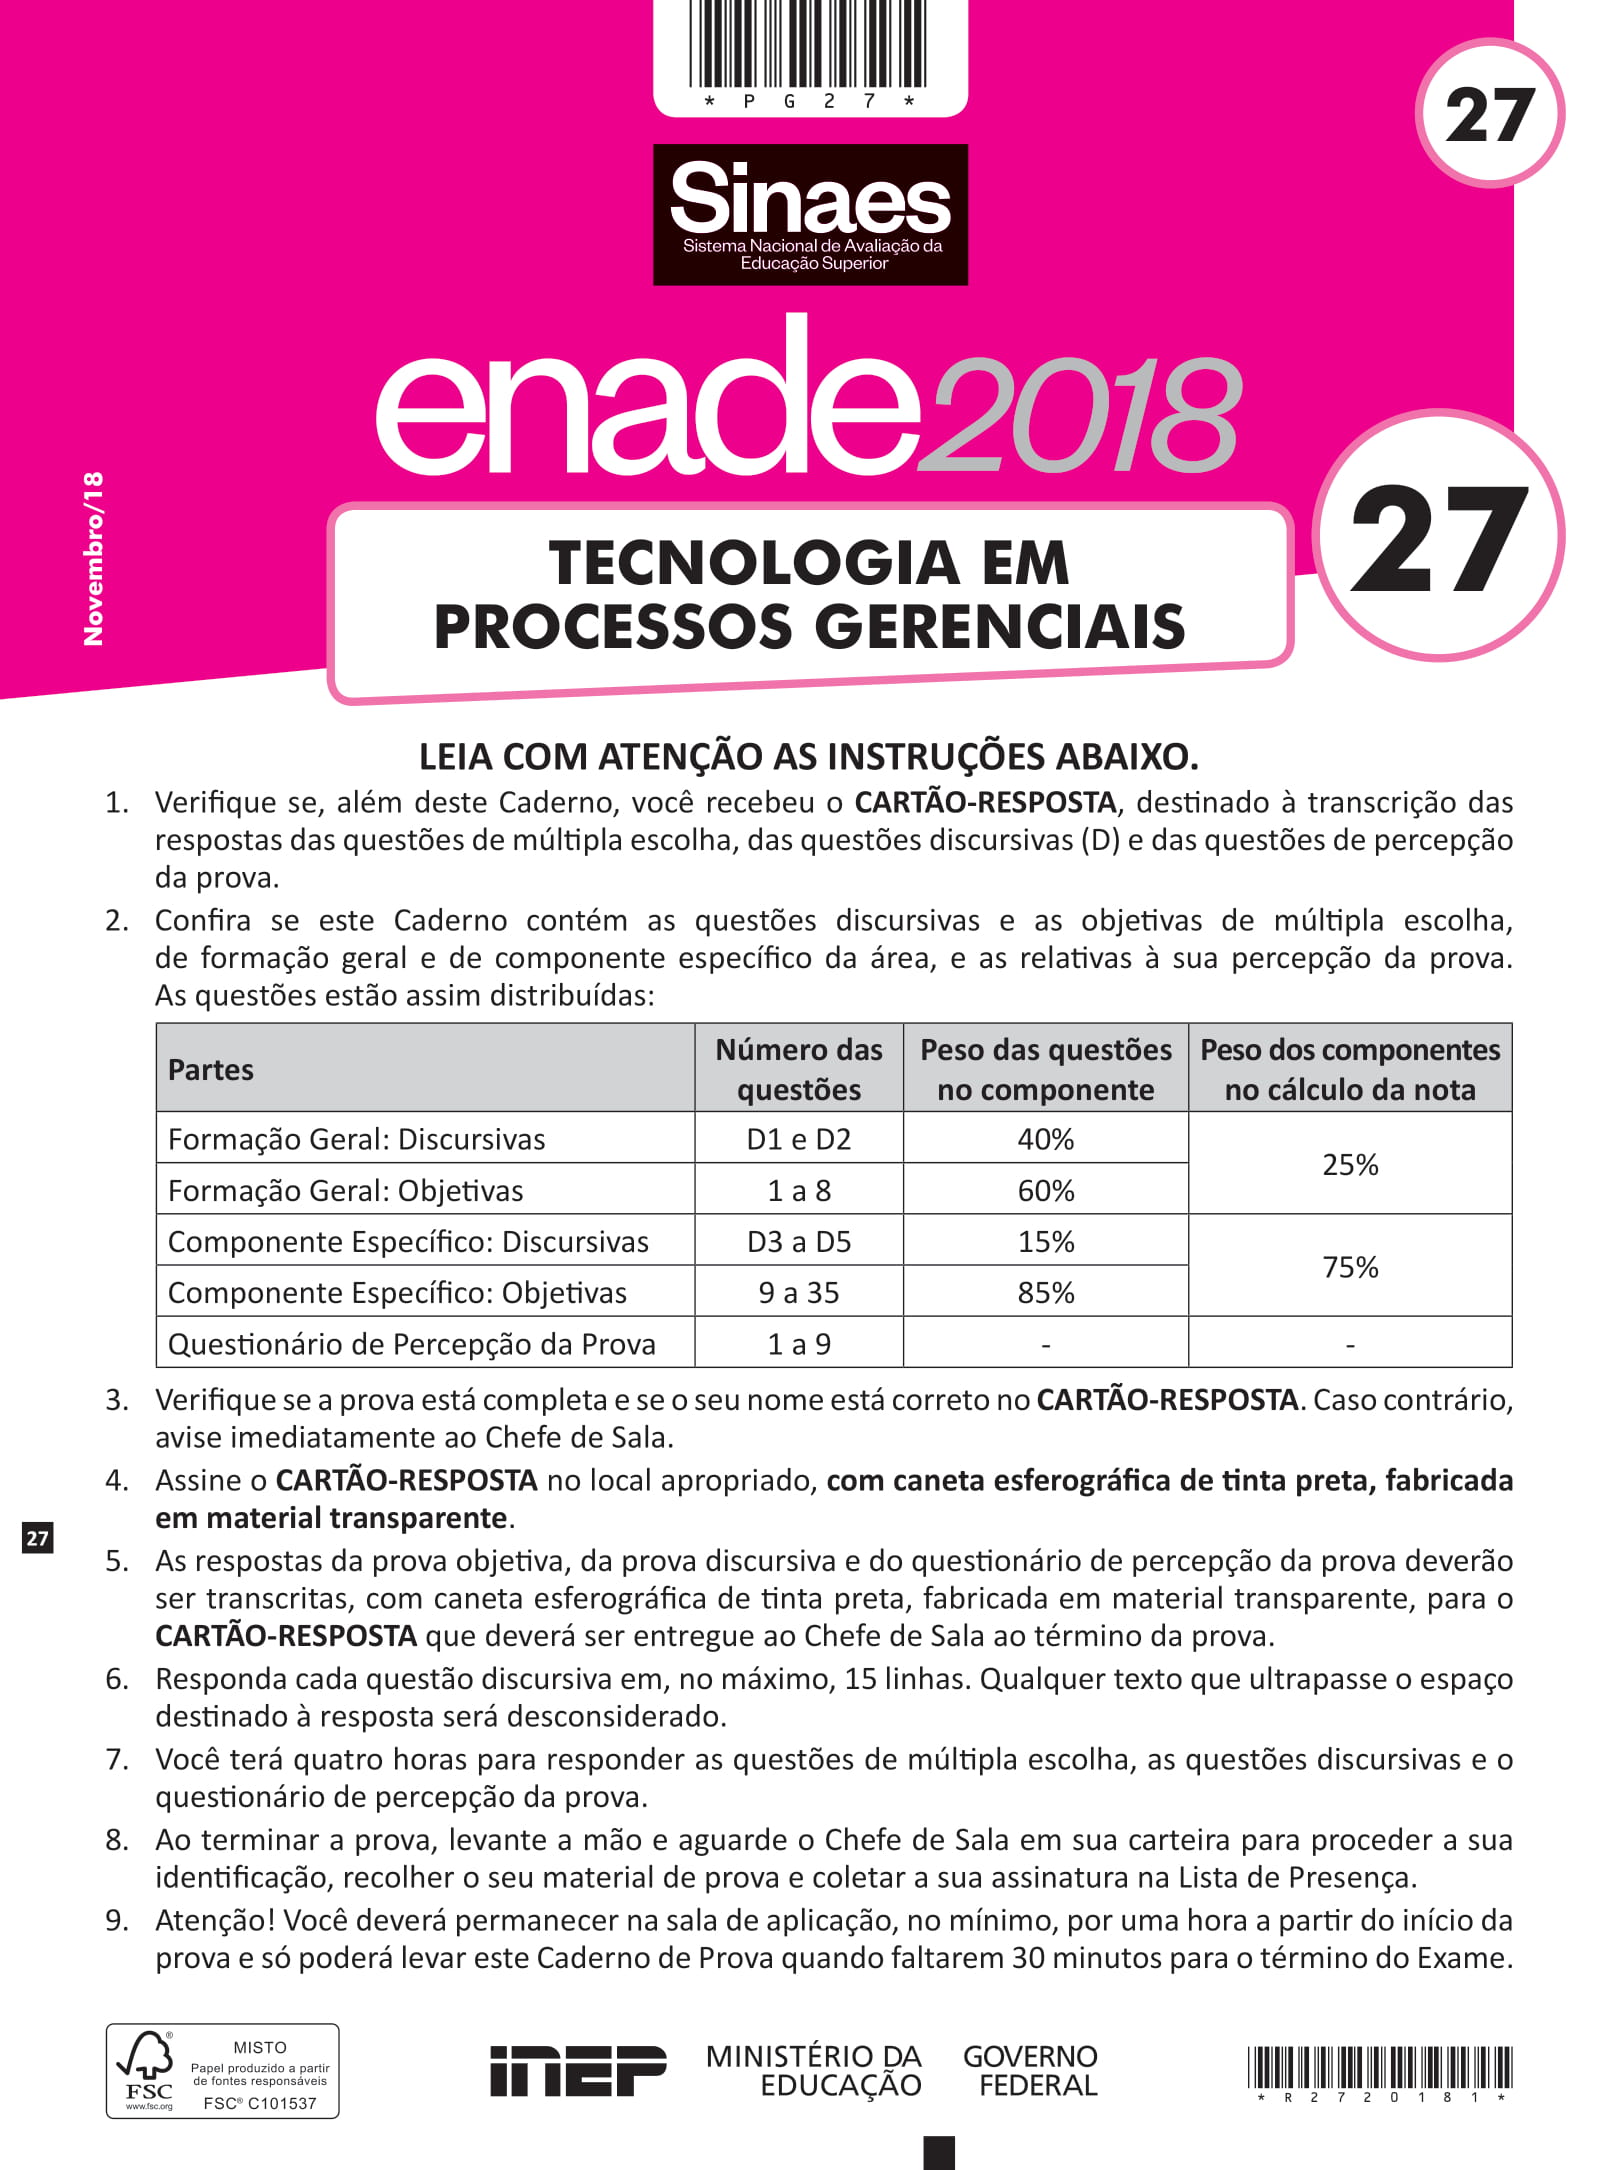 * P G 2 7 *
27
Sinaes
Sistema Nacional de Avaliação da
Educação Superior
enade2018
Novembro/18
27
TECNOLOGIA EM
PROCESSOS GERENCIAIS
LEIA COM ATENÇÃO AS INSTRUÇÕES ABAIXO.
1. Verifique se, além deste Caderno, você recebeu o CARTÃO-RESPOSTA, destinado à transcrição das
respostas das questões de múltipla escolha, das questões discursivas (D) e das questões de percepção
da prova.
2. Confira se este Caderno contém as questões discursivas e as objetivas de múltipla escolha,
de formação geral e de componente específico da área, e as relativas à sua percepção da prova.
As questões estão assim distribuídas:
Partes Número das questões Peso das questões no componente Peso dos componentes no cálculo da nota
Formação Geral: Discursivas D1 e D2 40% 25%
Formação Geral: Objetivas 1 a 8 60%
Componente Específico: Discursivas D3 a D5 15% 75%
Componente Específico: Objetivas 9 a 35 85%
Questionário de Percepção da Prova 1 a 9 - -
3. Verifique se a prova está completa e se o seu nome está correto no CARTÃO-RESPOSTA. Caso contrário,
avise imediatamente ao Chefe de Sala.
4. Assine o CARTÃO-RESPOSTA no local apropriado, com caneta esferográfica de tinta preta, fabricada
em material transparente.
27
5. As respostas da prova objetiva, da prova discursiva e do questionário de percepção da prova deverão
ser transcritas, com caneta esferográfica de tinta preta, fabricada em material transparente, para o
CARTÃO-RESPOSTA que deverá ser entregue ao Chefe de Sala ao término da prova.
6. Responda cada questão discursiva em, no máximo, 15 linhas. Qualquer texto que ultrapasse o espaço
destinado à resposta será desconsiderado.
7. Você terá quatro horas para responder as questões de múltipla escolha, as questões discursivas e o
questionário de percepção da prova.
8. Ao terminar a prova, levante a mão e aguarde o Chefe de Sala em sua carteira para proceder a sua
identificação, recolher o seu material de prova e coletar a sua assinatura na Lista de Presença.
9. Atenção! Você deverá permanecer na sala de aplicação, no mínimo, por uma hora a partir do início da
prova e só poderá levar este Caderno de Prova quando faltarem 30 minutos para o término do Exame.
®
FSC
www.fsc.org
MISTO
Papel produzido a partir
de fontes responsáveis
FSC® C101537
INEP
MINISTÉRIO DA
EDUCAÇÃO
GOVERNO
FEDERAL
* R 2 7 2 0 1 8 1 *